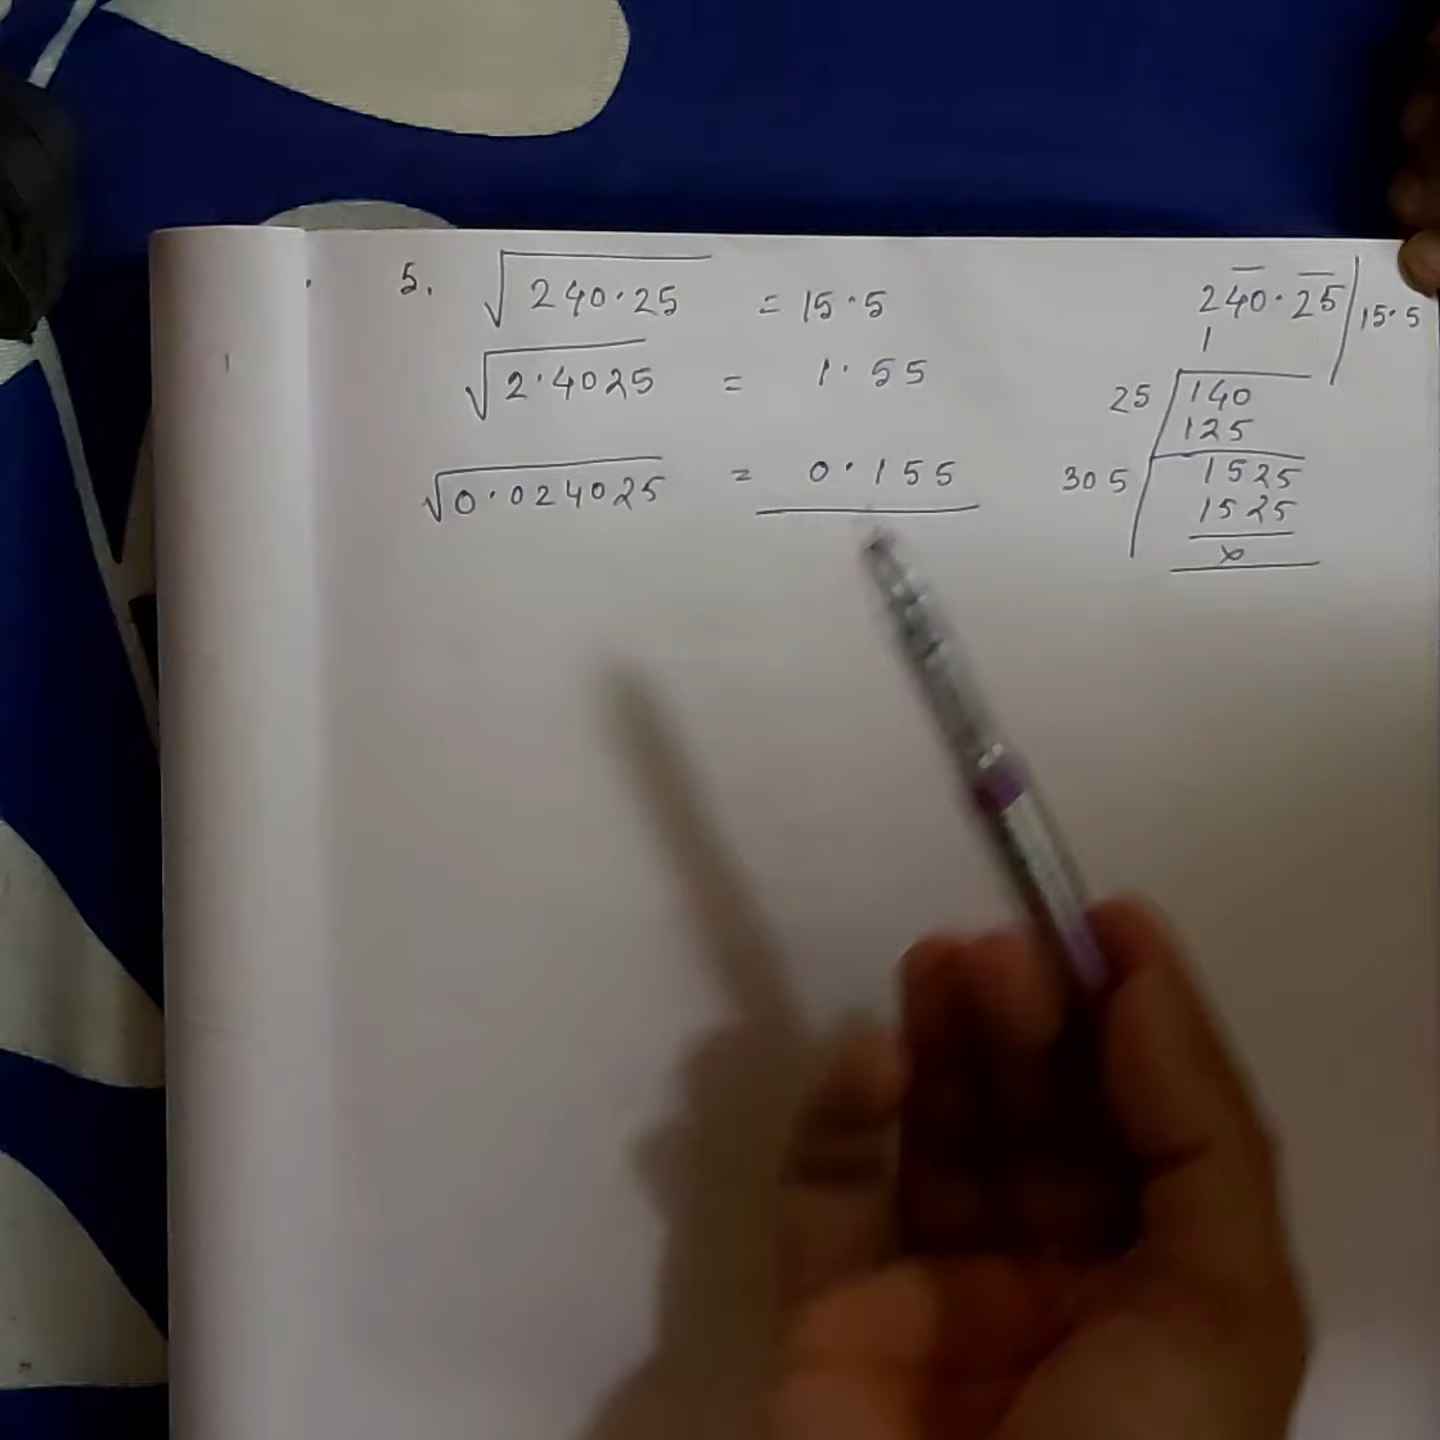 5. √240.25 = 15.5
√2.4025 = 1.55
√0.024025 = 0.155
240.25 | 15.5
1
25 | 140
125
305 | 1525
1525
x